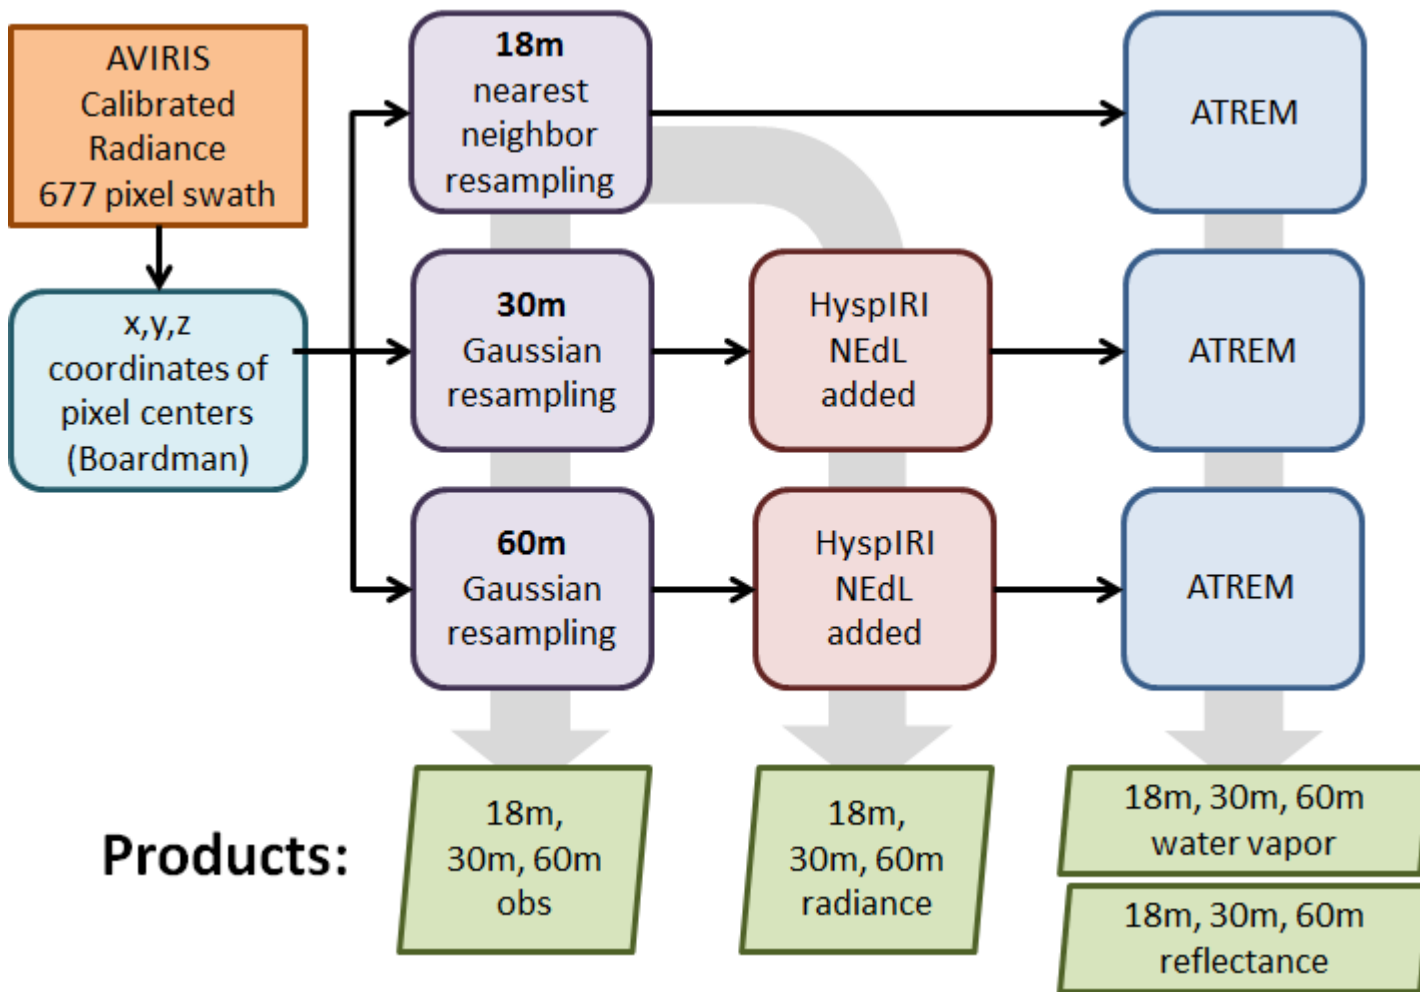 AVIRIS
Calibrated
Radiance
677 pixel swath
x,y,z
coordinates of
pixel centers
(Boardman)
18m
nearest
neighbor
resampling
ATREM
30m
Gaussian
resampling
HyspIRI
NEdL
added
ATREM
60m
Gaussian
resampling
HyspIRI
NEdL
added
ATREM
Products:
18m,
30m, 60m
obs
18m,
30m, 60m
radiance
18m, 30m, 60m
water vapor
18m, 30m, 60m
reflectance